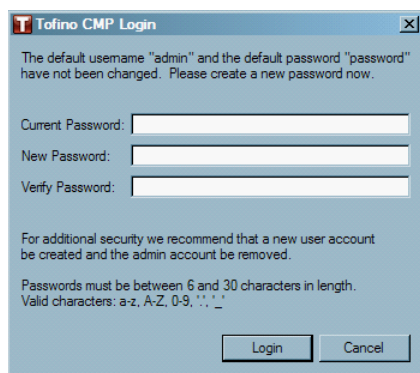 Tofino CMP Login
The default username "admin" and the default password "password"
have not been changed.  Please create a new password now.
Current Password:
New Password:
Verify Password:
For additional security we recommend that a new user account
be created and the admin account be removed.
Passwords must be between 6 and 30 characters in length.
Valid characters: a-z, A-Z, 0-9, '.', '_'
Login Cancel